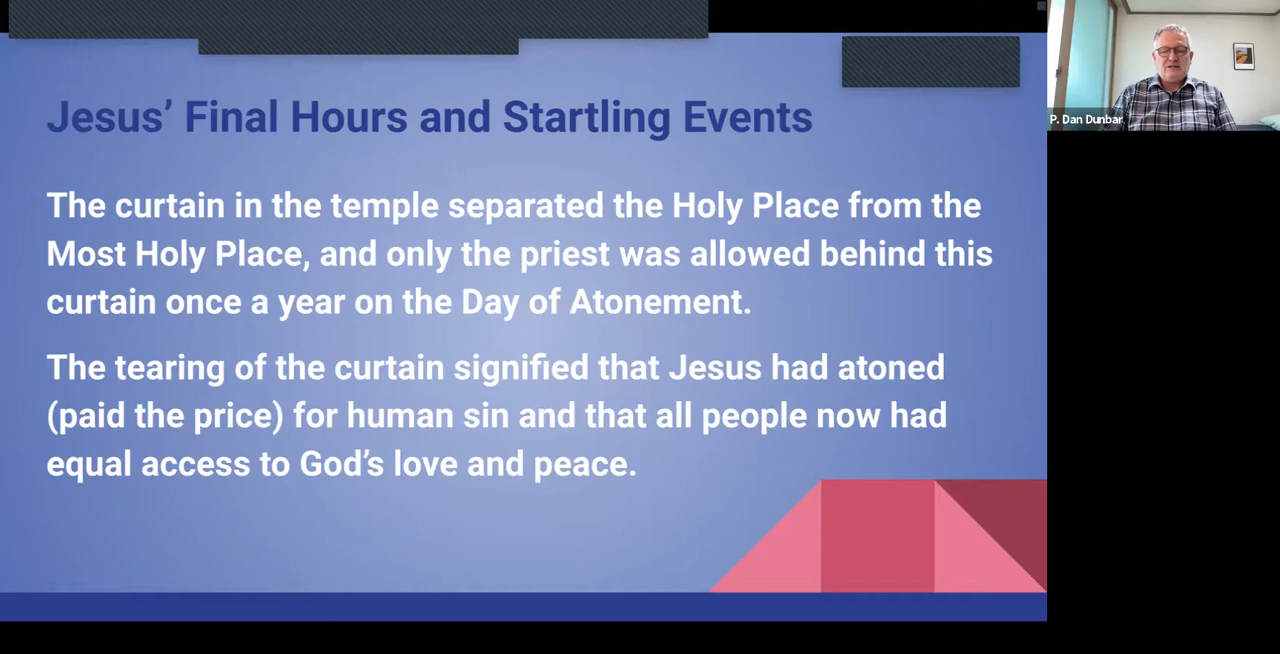 Jesus’ Final Hours and Startling Events
The curtain in the temple separated the Holy Place from the
Most Holy Place, and only the priest was allowed behind this
curtain once a year on the Day of Atonement.
The tearing of the curtain signified that Jesus had atoned
(paid the price) for human sin and that all people now had
equal access to God’s love and peace.
P. Dan Dunbar